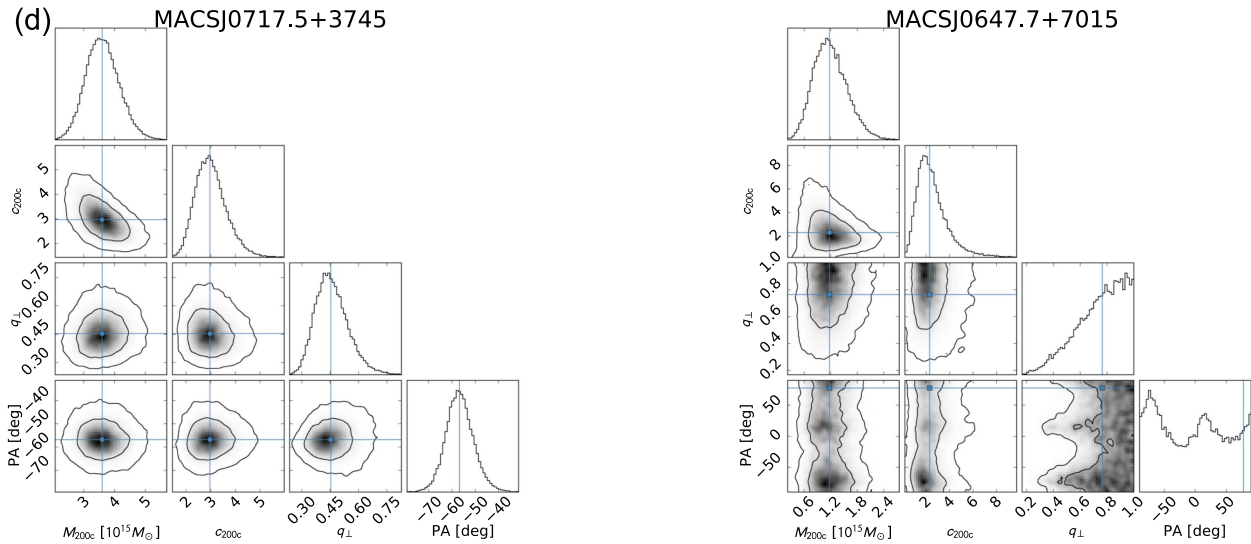 (d) MACSJ0717.5+3745 MACSJ0647.7+7015
c₂₀₀c 5 4 3 2
c₂₀₀c 8 6 4 2 0
q⊥ 0.75 0.60 0.45 0.30
q⊥ 1.0 0.8 0.6 0.4 0.2
PA [deg] −40 −50 −60 −70
PA [deg] 50 0 −50
3 4 5 2 3 4 5 0.30 0.45 0.60 0.75 −70 −60 −50 −40
0.6 1.2 1.8 2.4 2 4 6 8 0.2 0.4 0.6 0.8 1.0 −50 0 50
M₂₀₀c [10¹⁵M⊙] c₂₀₀c q⊥ PA [deg]
M₂₀₀c [10¹⁵M⊙] c₂₀₀c q⊥ PA [deg]